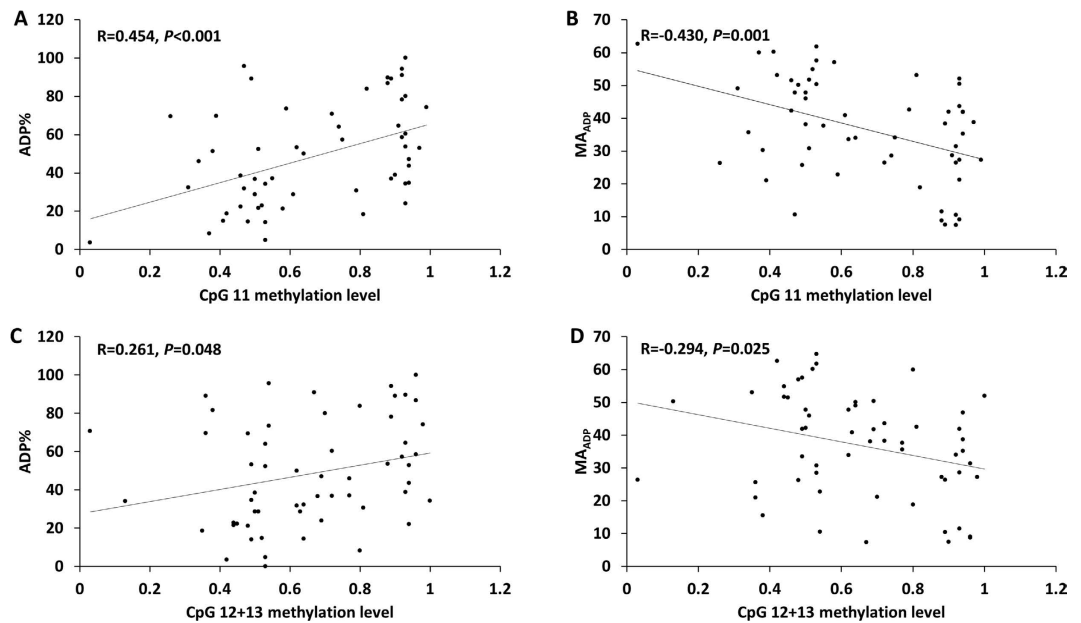 A
R=0.454, P<0.001
ADP%
120
100
80
60
40
20
0
0 0.2 0.4 0.6 0.8 1 1.2
CpG 11 methylation level
B
R=-0.430, P=0.001
MA_ADP
70
60
50
40
30
20
10
0
0 0.2 0.4 0.6 0.8 1 1.2
CpG 11 methylation level
C
R=0.261, P=0.048
ADP%
120
100
80
60
40
20
0
0 0.2 0.4 0.6 0.8 1 1.2
CpG 12+13 methylation level
D
R=-0.294, P=0.025
MA_ADP
70
60
50
40
30
20
10
0
0 0.2 0.4 0.6 0.8 1 1.2
CpG 12+13 methylation level